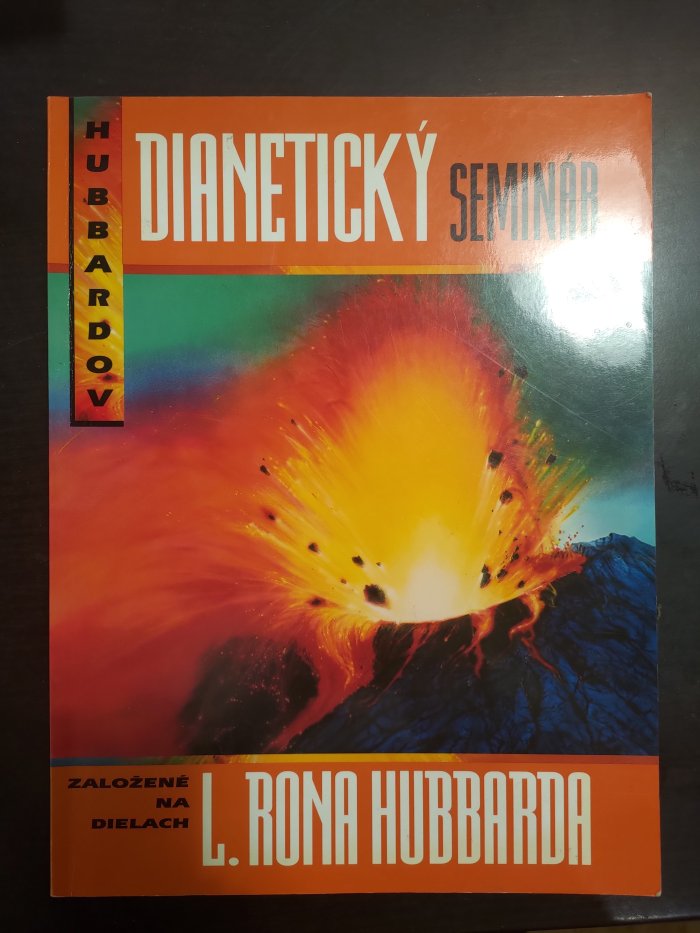 HUBBARDOV
DIANETICKÝ SEMINÁR
ZALOŽENÉ
NA
DIELACH
L. RONA HUBBARDA